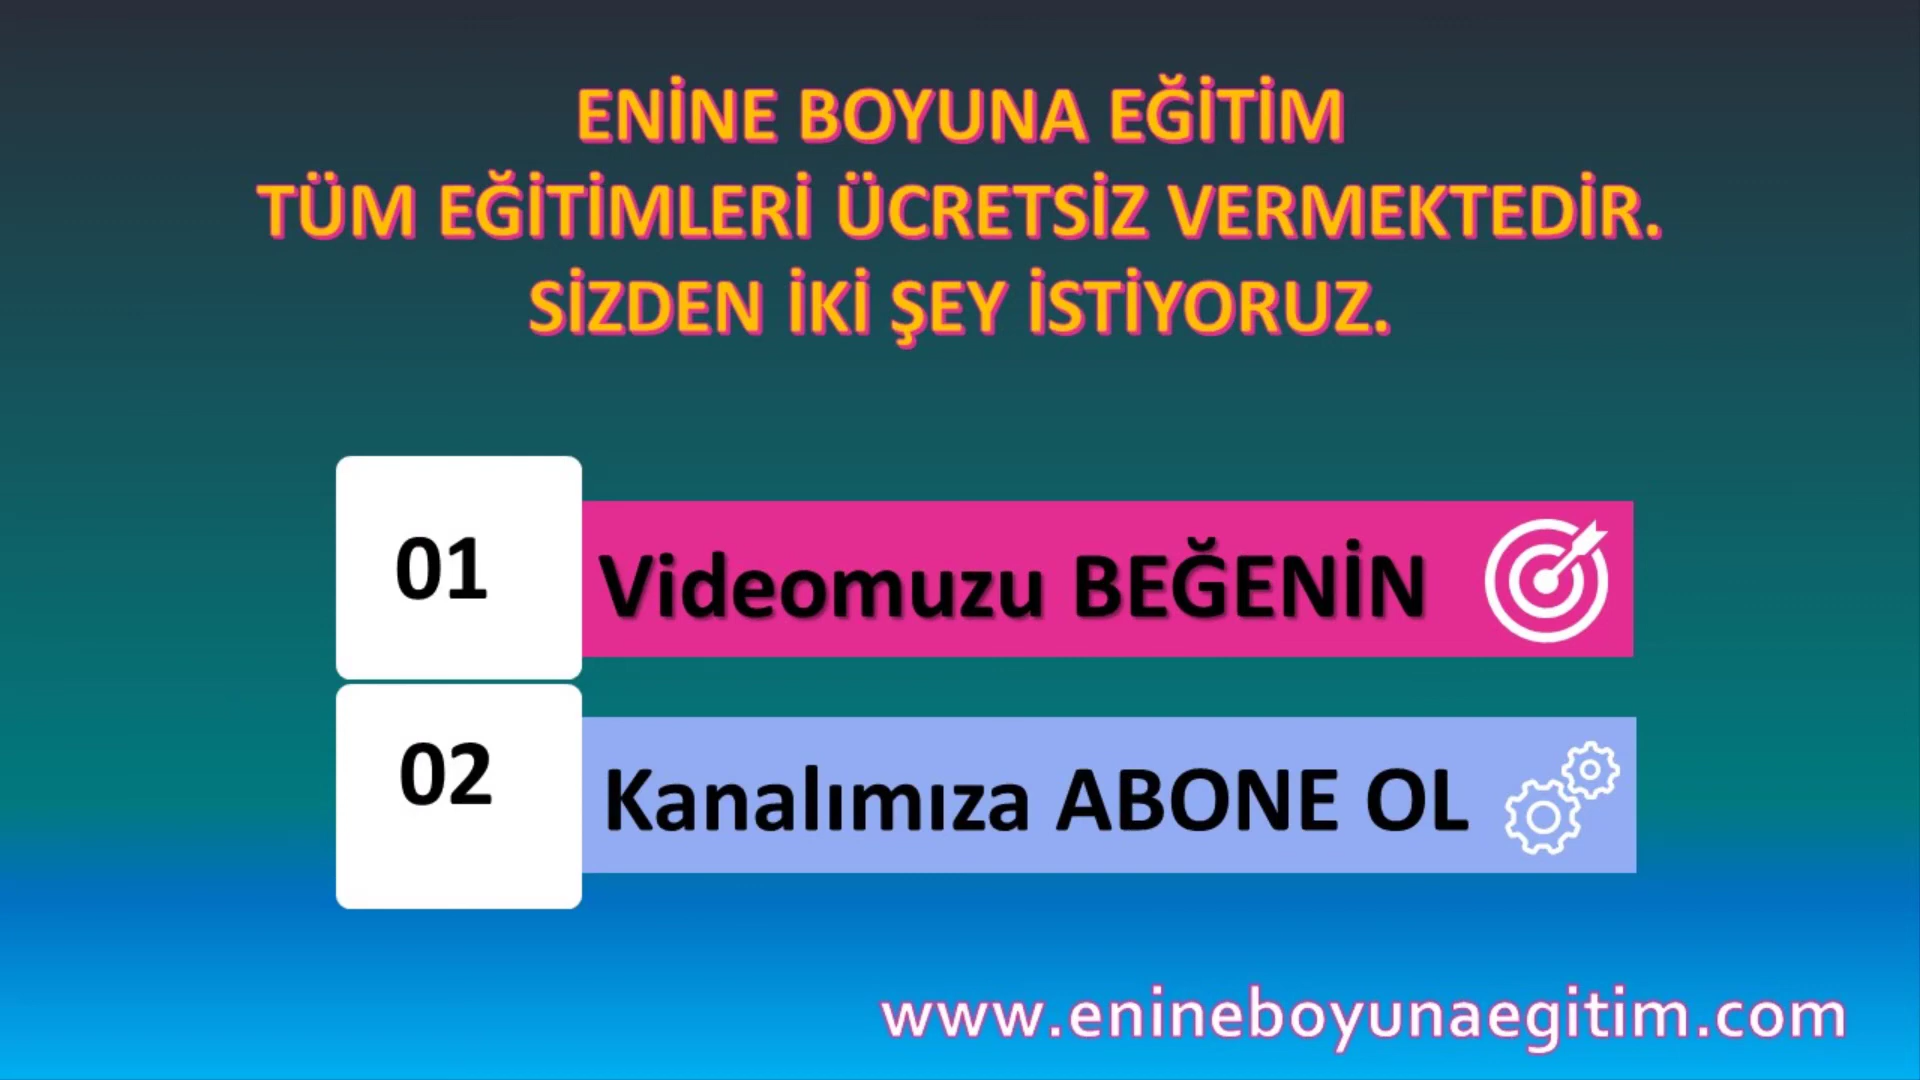 ENİNE BOYUNA EĞİTİM
TÜM EĞİTİMLERİ ÜCRETSİZ VERMEKTEDİR.
SİZDEN İKİ ŞEY İSTİYORUZ.
01
Videomuzu BEĞENİN
02
Kanalımıza ABONE OL
www.enineboyunaegitim.com